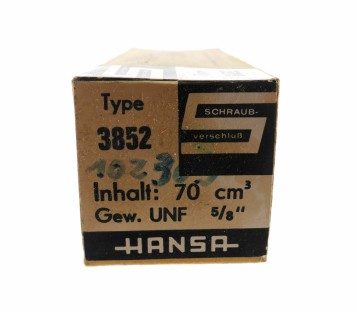 Type
3852
SCHRAUB-
verschluß
Inhalt: 70 cm³
Gew. UNF 5/8"
HANSA